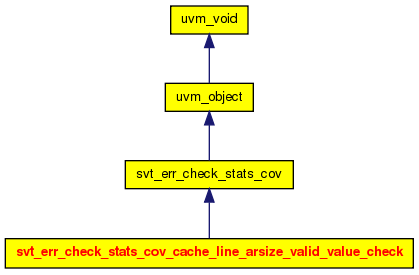 uvm_void
uvm_object
svt_err_check_stats_cov
svt_err_check_stats_cov_cache_line_arsize_valid_value_check